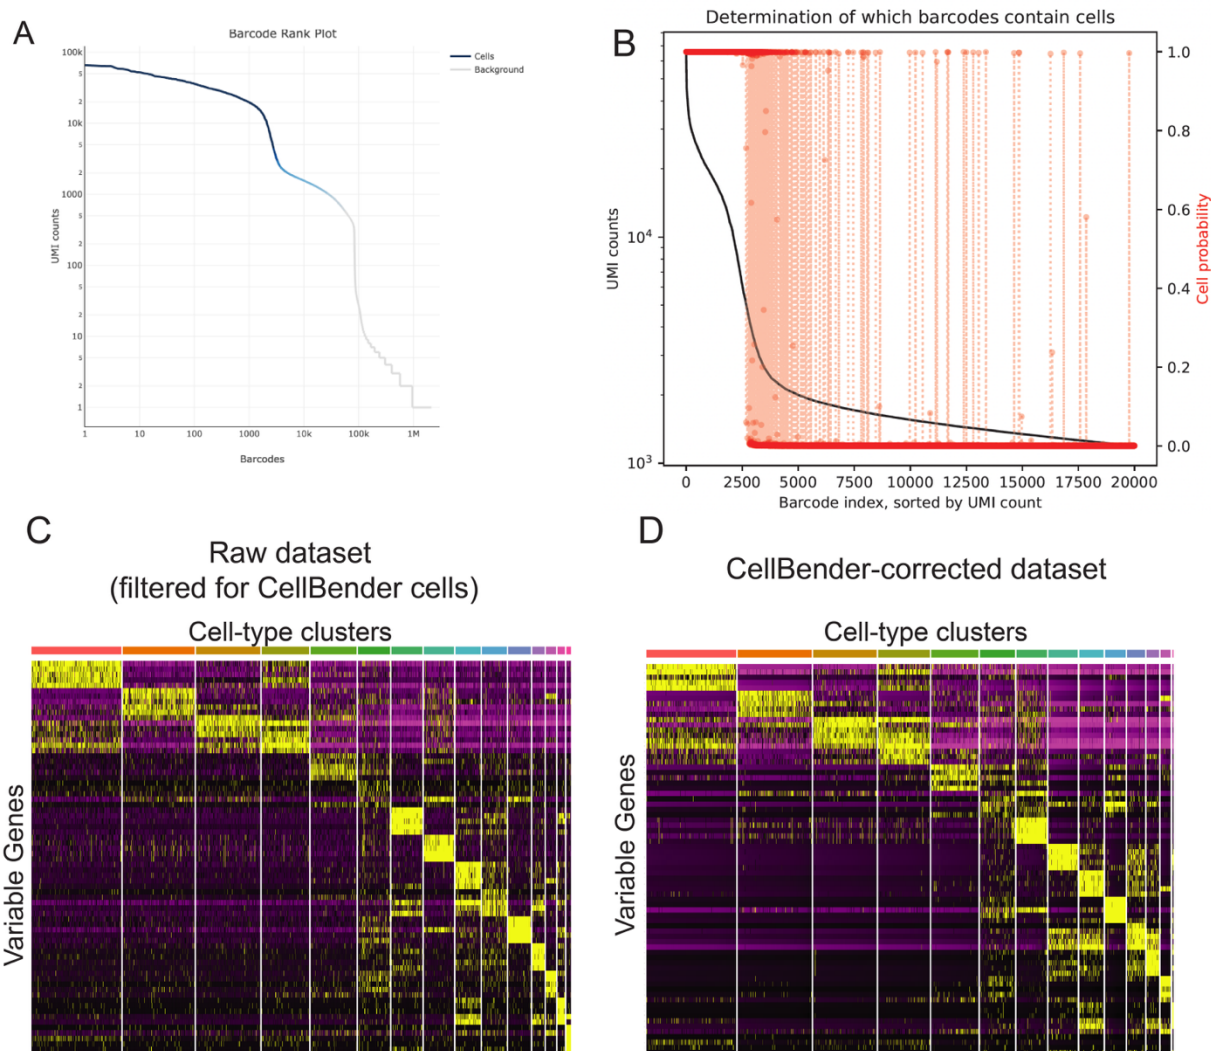 A
Barcode Rank Plot
Cells
Background
100k
5
2
10k
5
2
1000
5
2
100
5
2
10
5
2
1
UMI counts
1
10
100
1000
10k
100k
1M
Barcodes
B
Determination of which barcodes contain cells
10⁴
10³
UMI counts
1.0
0.8
0.6
0.4
0.2
0.0
Cell probability
0
2500
5000
7500
10000
12500
15000
17500
20000
Barcode index, sorted by UMI count
C
Raw dataset
(filtered for CellBender cells)
Cell-type clusters
Variable Genes
D
CellBender-corrected dataset
Cell-type clusters
Variable Genes